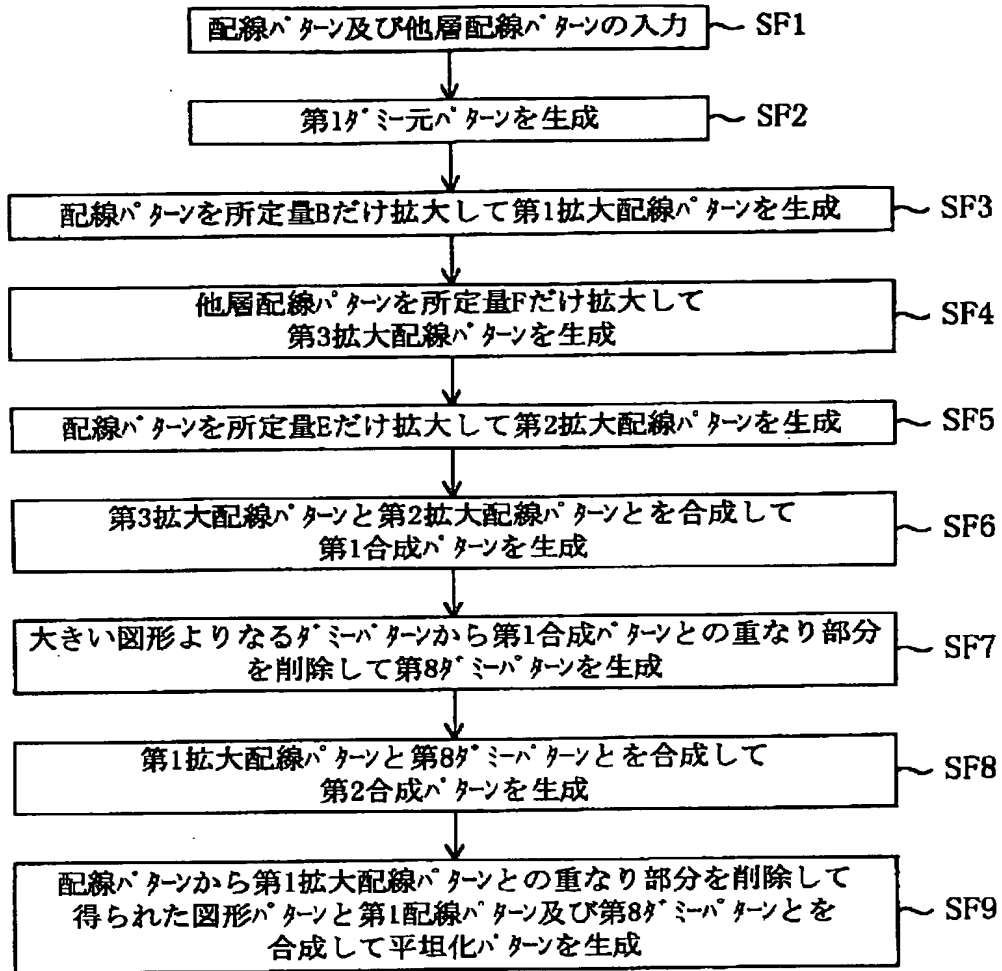 配線パターン及び他層配線パターンの入力 ～ SF1
第1ダミー元パターンを生成 ～ SF2
配線パターンを所定量Bだけ拡大して第1拡大配線パターンを生成 ～ SF3
他層配線パターンを所定量Fだけ拡大して
第3拡大配線パターンを生成 ～ SF4
配線パターンを所定量Eだけ拡大して第2拡大配線パターンを生成 ～ SF5
第3拡大配線パターンと第2拡大配線パターンとを合成して
第1合成パターンを生成 ～ SF6
大きい図形よりなるダミーパターンから第1合成パターンとの重なり部分
を削除して第8ダミーパターンを生成 ～ SF7
第1拡大配線パターンと第8ダミーパターンとを合成して
第2合成パターンを生成 ～ SF8
配線パターンから第1拡大配線パターンとの重なり部分を削除して
得られた図形パターンと第1配線パターン及び第8ダミーパターンとを
合成して平坦化パターンを生成 ～ SF9